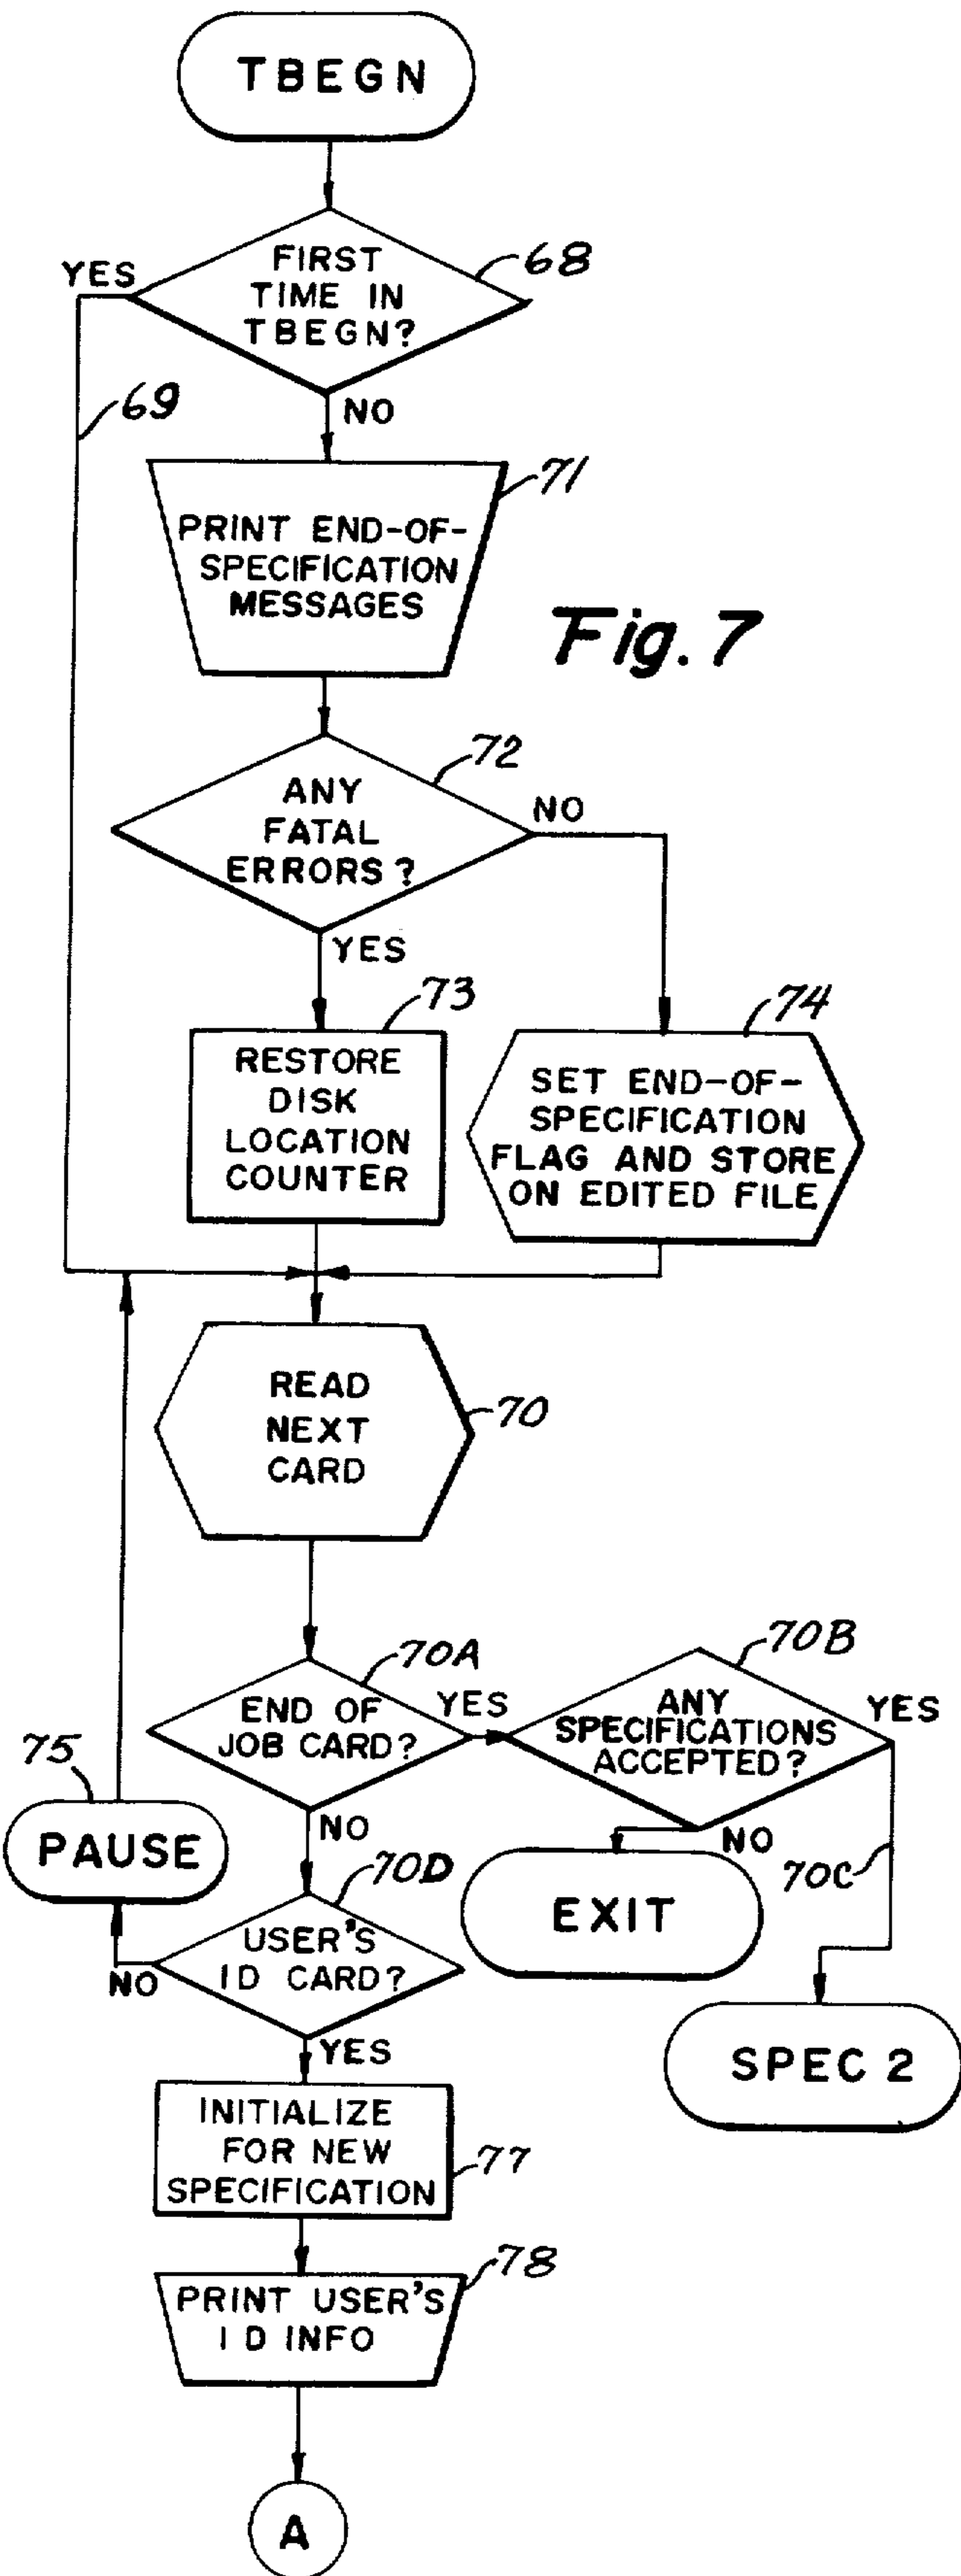 TBEGN
FIRST
TIME IN
TBEGN?
68
YES
69
NO
71
PRINT END-OF-
SPECIFICATION
MESSAGES
Fig. 7
72
ANY
FATAL
ERRORS?
NO
YES
73
RESTORE
DISK
LOCATION
COUNTER
74
SET END-OF-
SPECIFICATION
FLAG AND STORE
ON EDITED FILE
READ
NEXT
CARD
70
70A
END OF
JOB CARD?
YES
70B
ANY
SPECIFICATIONS
ACCEPTED?
YES
75
PAUSE
NO
NO
70C
EXIT
70D
USER'S
ID CARD?
NO
YES
SPEC 2
INITIALIZE
FOR NEW
SPECIFICATION
77
78
PRINT USER'S
ID INFO
A